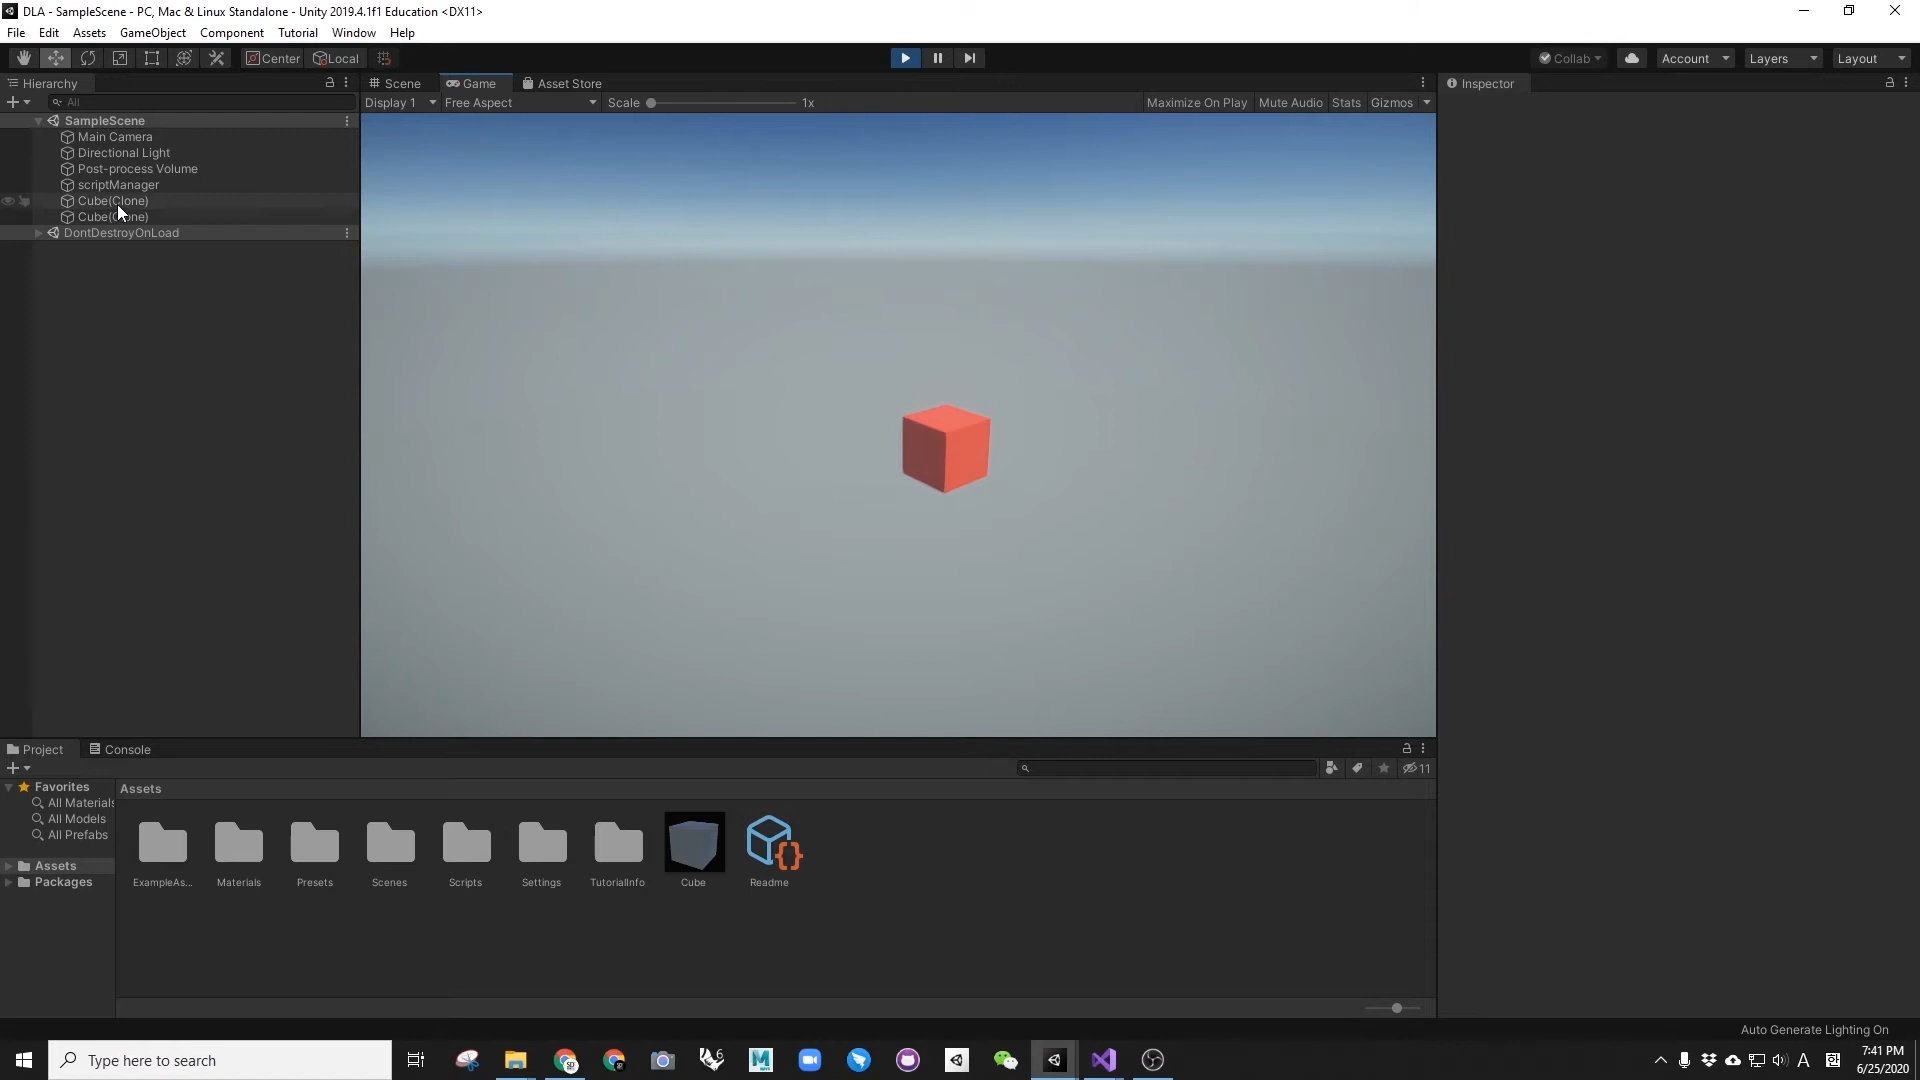 DLA - SampleScene - PC, Mac & Linux Standalone - Unity 2019.4.1f1 Education <DX11>
File Edit Assets GameObject Component Tutorial Window Help
Center Local Collab Account Layers Layout
Hierarchy Scene Game Asset Store Inspector
All Display 1 Free Aspect Scale 1x Maximize On Play Mute Audio Stats Gizmos
SampleScene
Main Camera
Directional Light
Post-process Volume
scriptManager
Cube(Clone)
Cube(Clone)
DontDestroyOnLoad
Project Console
11
Favorites Assets
All Materials
All Models
All Prefabs
Assets
Packages
ExampleAs... Materials Presets Scenes Scripts Settings TutorialInfo Cube Readme
Auto Generate Lighting On
Type here to search
6
A
7:41 PM
6/25/2020